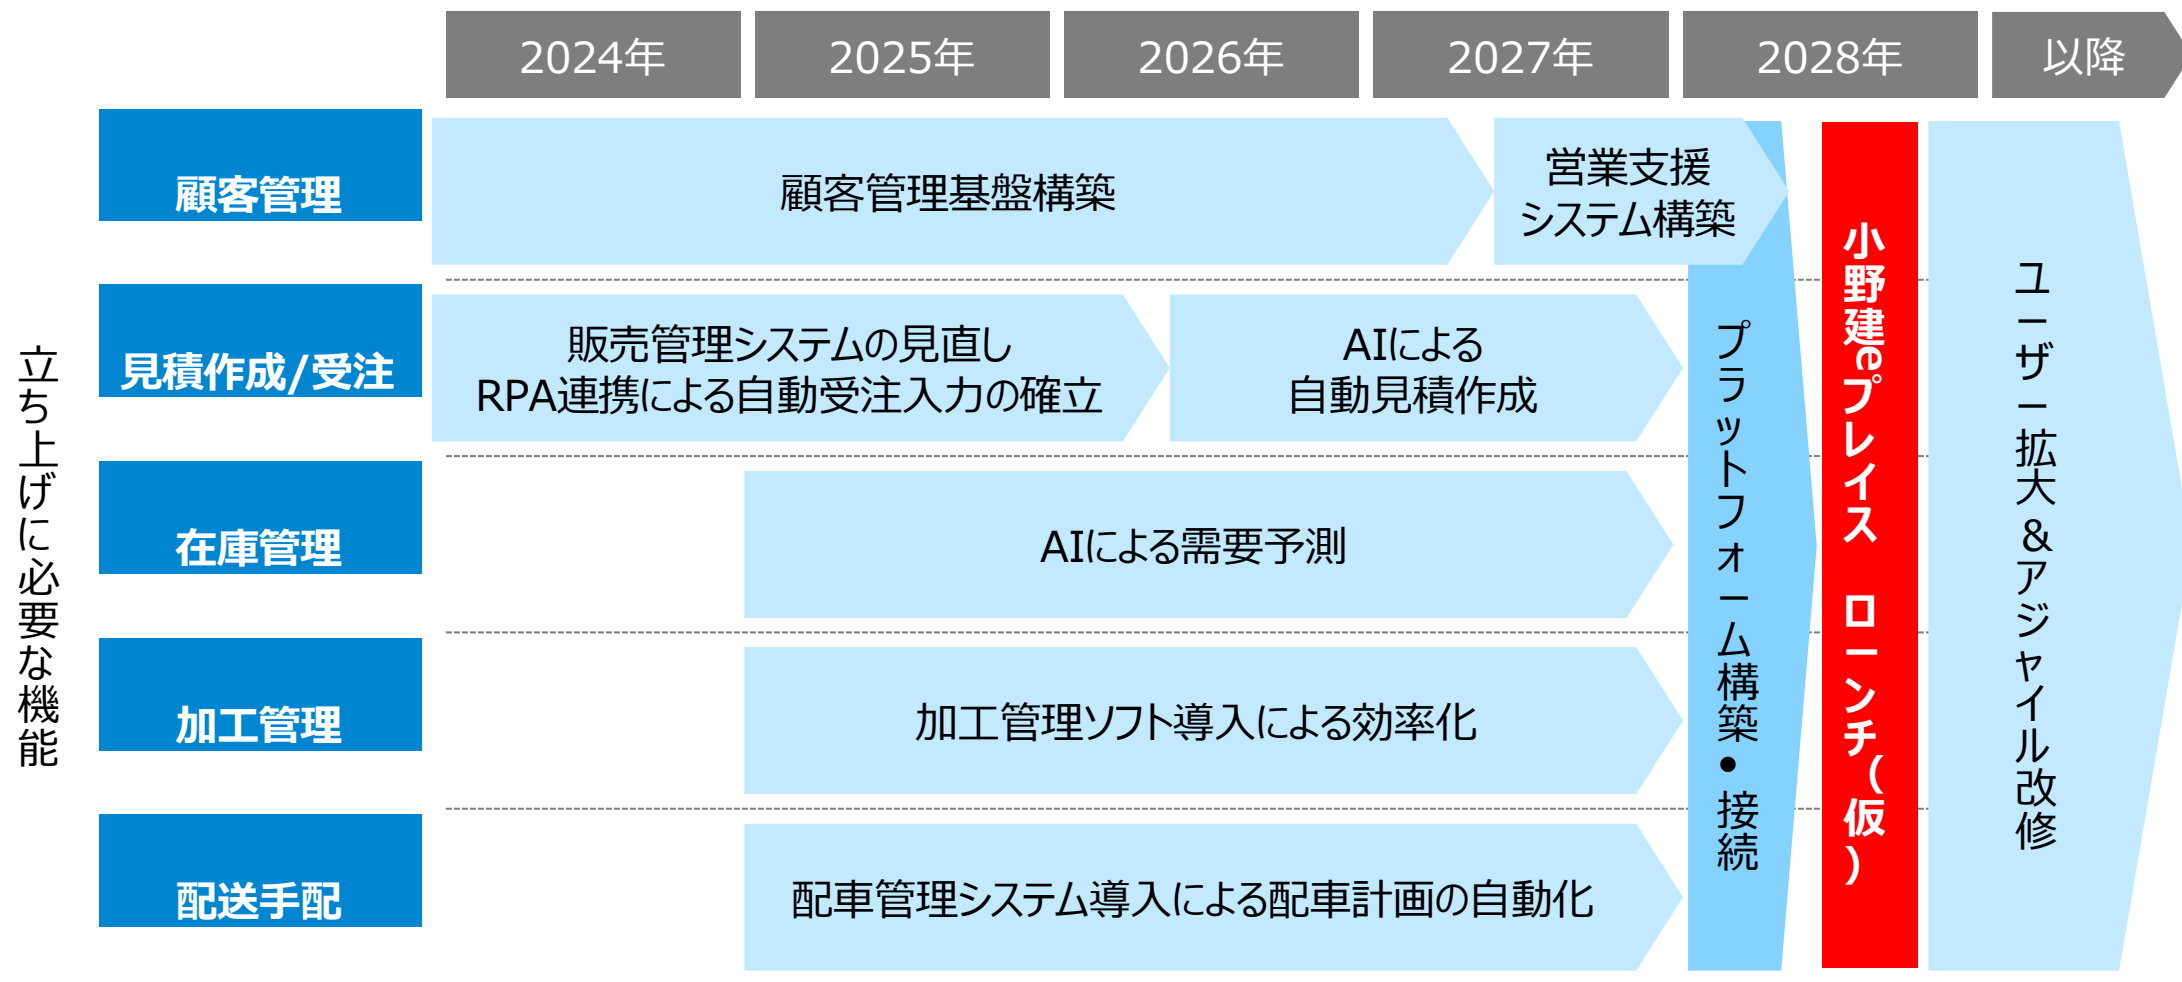 2024年
2025年
2026年
2027年
2028年
以降
立ち上げに必要な機能
顧客管理
顧客管理基盤構築
営業支援
システム構築
見積作成/受注
販売管理システムの見直し
RPA連携による自動受注入力の確立
AIによる
自動見積作成
在庫管理
AIによる需要予測
加工管理
加工管理ソフト導入による効率化
配送手配
配車管理システム導入による配車計画の自動化
プラットフォーム構築・接続
小野建eプレイス　ローンチ(仮)
ユーザー拡大＆アジャイル改修